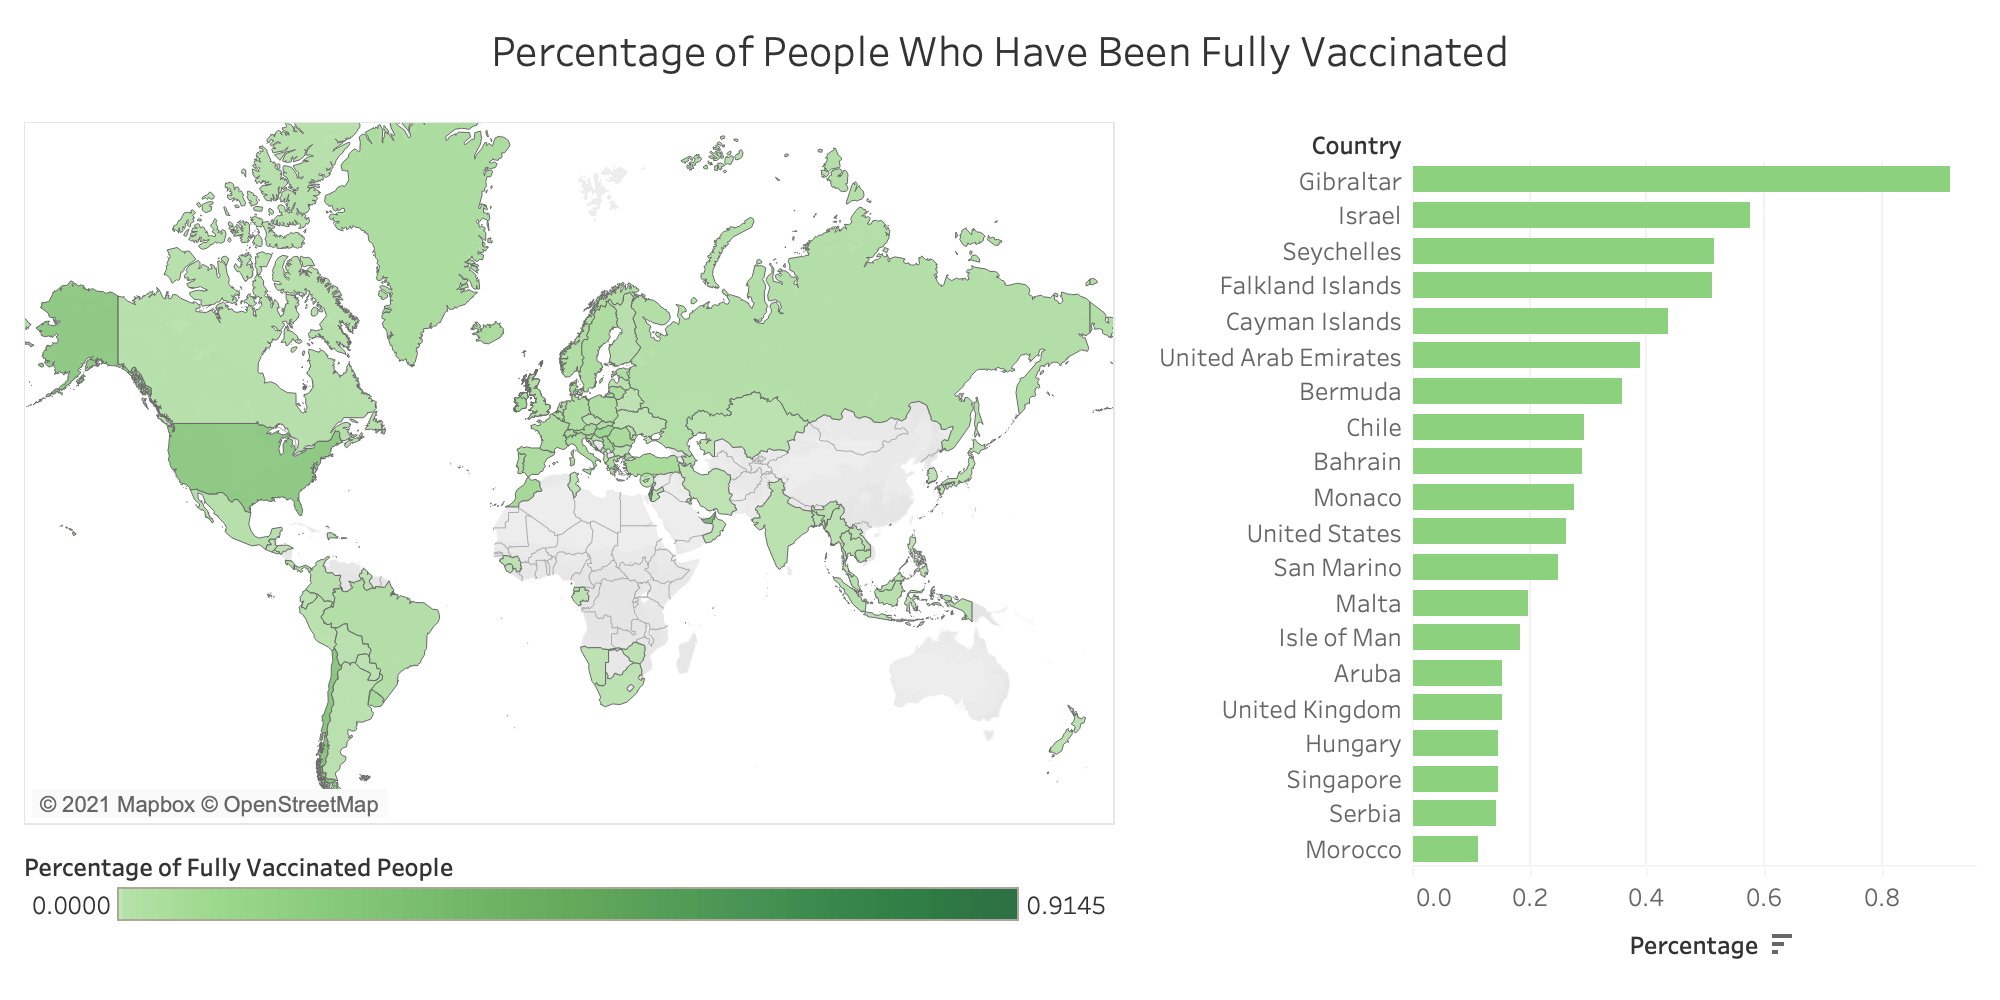 Percentage of People Who Have Been Fully Vaccinated
© 2021 Mapbox © OpenStreetMap
Percentage of Fully Vaccinated People
0.0000
0.9145
Country
Gibraltar
Israel
Seychelles
Falkland Islands
Cayman Islands
United Arab Emirates
Bermuda
Chile
Bahrain
Monaco
United States
San Marino
Malta
Isle of Man
Aruba
United Kingdom
Hungary
Singapore
Serbia
Morocco
0.0 0.2 0.4 0.6 0.8
Percentage